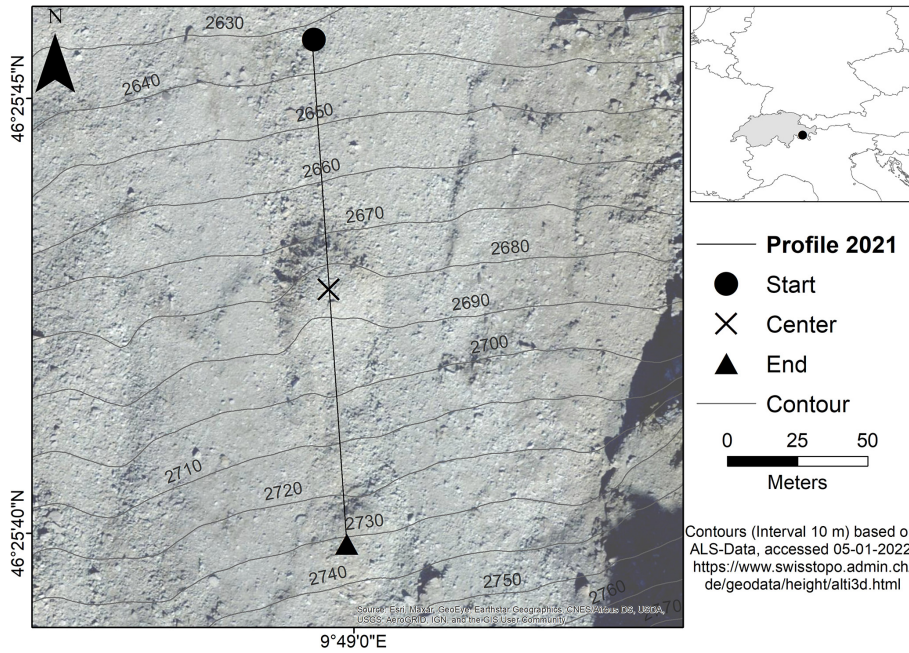 N
2630
46°25'45"N
2640
2650
2660
2670
2680
2690
2700
2710
2720
46°25'40"N
2730
2740
2750
2760
Source: Esri, Maxar, GeoEye, Earthstar Geographics, CNES/Airbus DS, USDA,
USGS, AeroGRID, IGN, and the GIS User Community
9°49'0"E
Profile 2021
Start
Center
End
Contour
0 25 50
Meters
Contours (Interval 10 m) based o
ALS-Data, accessed 05-01-2022
https://www.swisstopo.admin.ch
de/geodata/height/alti3d.html